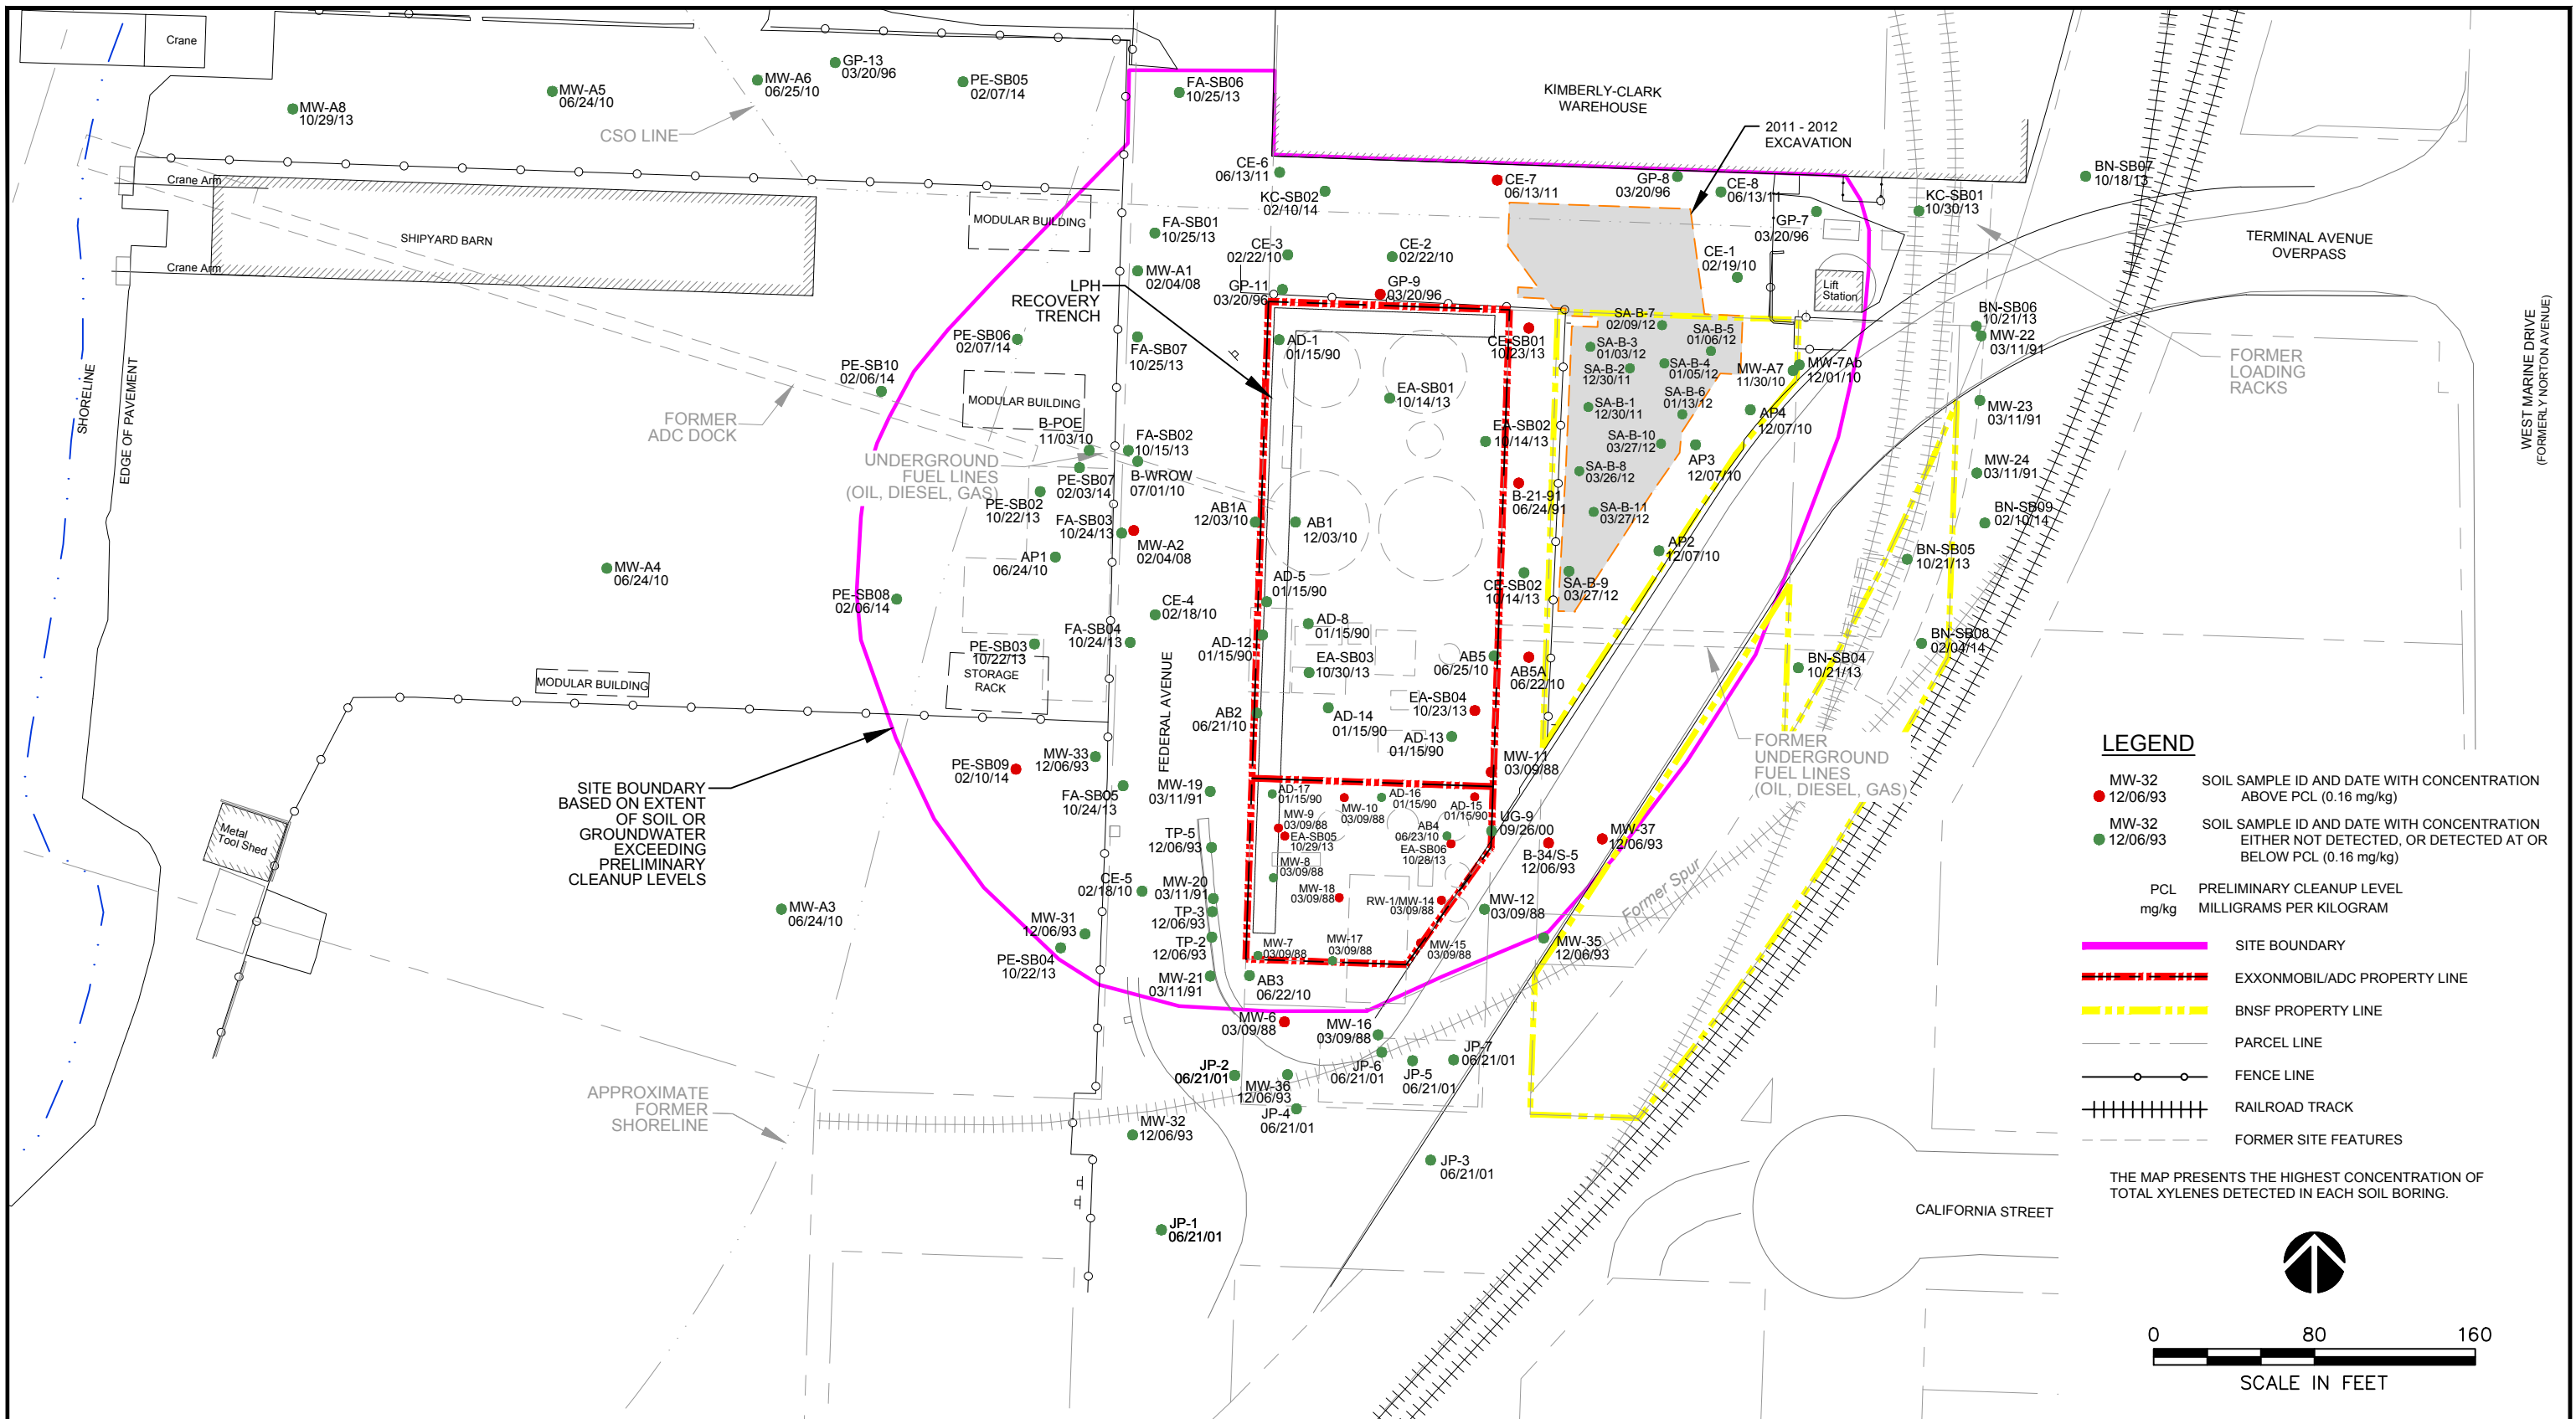 Crane
MW-A8
10/29/13
MW-A5
06/24/10
MW-A6
06/25/10
GP-13
03/20/96
PE-SB05
02/07/14
CSO LINE
FA-SB06
10/25/13
KIMBERLY-CLARK
WAREHOUSE
2011 - 2012
EXCAVATION
CE-6
06/13/11
KC-SB02
02/10/14
CE-7
06/13/11
GP-8
03/20/96
CE-8
06/13/11
GP-7
03/20/96
KC-SB01
10/30/13
BN-SB07
10/18/13
TERMINAL AVENUE
OVERPASS
Crane Arm
SHIPYARD BARN
Crane Arm
MODULAR BUILDING
FA-SB01
10/25/13
MW-A1
02/04/08
LPH
RECOVERY
TRENCH
CE-3
02/22/10
GP-11
03/20/96
CE-2
02/22/10
GP-9
03/20/96
CE-1
02/19/10
Lift
Station
BN-SB06
10/21/13
MW-22
03/11/91
FORMER
LOADING
RACKS
WEST MARINE DRIVE
(FORMERLY NORTON AVENUE)
SHORELINE
EDGE OF PAVEMENT
PE-SB06
02/07/14
PE-SB10
02/06/14
FORMER
ADC DOCK
MODULAR BUILDING
FA-SB07
10/25/13
AD-1
01/15/90
EA-SB01
10/14/13
CE-SB01
10/23/13
EA-SB02
10/14/13
SA-B-7
02/09/12
SA-B-5
01/06/12
SA-B-3
01/03/12
SA-B-2
12/30/11
SA-B-4
01/05/12
SA-B-6
01/13/12
SA-B-1
12/30/11
SA-B-10
03/27/12
SA-B-8
03/26/12
SA-B-11
03/27/12
SA-B-9
03/27/12
MW-A7
11/30/10
MW-7Ab
12/01/10
AP4
12/07/10
AP3
12/07/10
AP2
12/07/10
MW-23
03/11/91
MW-24
03/11/91
BN-SB09
02/10/14
BN-SB05
10/21/13
BN-SB08
02/04/14
BN-SB04
10/21/13
B-POE
11/03/10
FA-SB02
10/15/13
UNDERGROUND
FUEL LINES
(OIL, DIESEL, GAS)
B-WROW
07/01/10
PE-SB07
02/03/14
PE-SB02
10/22/13
FA-SB03
10/24/13
MW-A2
02/04/08
AP1
06/24/10
AB1A
12/03/10
AB1
12/03/10
B-21-91
06/24/91
CE-SB02
10/14/13
MW-A4
06/24/10
PE-SB08
02/06/14
CE-4
02/18/10
FA-SB04
10/24/13
PE-SB03
10/22/13
STORAGE
RACK
MODULAR BUILDING
FEDERAL AVENUE
AD-5
01/15/90
AD-12
01/15/90
AD-8
01/15/90
EA-SB03
10/30/13
AB5
06/25/10
AB5A
06/22/10
EA-SB04
10/23/13
AB2
06/21/10
AD-14
01/15/90
AD-13
01/15/90
MW-11
03/09/88
FORMER
UNDERGROUND
FUEL LINES
(OIL, DIESEL, GAS)
PE-SB09
02/10/14
MW-33
12/06/93
FA-SB05
10/24/13
SITE BOUNDARY
BASED ON EXTENT
OF SOIL OR
GROUNDWATER
EXCEEDING
PRELIMINARY
CLEANUP LEVELS
Metal
Tool Shed
MW-19
03/11/91
TP-5
12/06/93
AD-17
01/15/90
MW-10
03/09/88
AD-16
01/15/90
AD-15
01/15/90
MW-9
03/09/88
EA-SB05
10/29/13
AB4
06/23/10
EA-SB06
10/28/13
UG-9
09/26/00
B-34/S-5
12/06/93
MW-37
12/06/93
MW-8
03/09/88
MW-18
03/09/88
RW-1/MW-14
03/09/88
MW-12
03/09/88
CE-5
02/18/10
MW-20
03/11/91
TP-3
12/06/93
TP-2
12/06/93
MW-21
03/11/91
MW-A3
06/24/10
MW-31
12/06/93
PE-SB04
10/22/13
MW-7
03/09/88
MW-17
03/09/88
MW-15
03/09/88
MW-35
12/06/93
Former Spur
AB3
06/22/10
MW-6
03/09/88
MW-16
03/09/88
JP-2
06/21/01
MW-36
12/06/93
JP-4
06/21/01
JP-6
06/21/01
JP-5
06/21/01
JP-7
06/21/01
APPROXIMATE
FORMER
SHORELINE
MW-32
12/06/93
JP-3
06/21/01
JP-1
06/21/01
CALIFORNIA STREET
LEGEND
MW-32
12/06/93
SOIL SAMPLE ID AND DATE WITH CONCENTRATION
ABOVE PCL (0.16 mg/kg)
MW-32
12/06/93
SOIL SAMPLE ID AND DATE WITH CONCENTRATION
EITHER NOT DETECTED, OR DETECTED AT OR
BELOW PCL (0.16 mg/kg)
PCL PRELIMINARY CLEANUP LEVEL
mg/kg MILLIGRAMS PER KILOGRAM
SITE BOUNDARY
EXXONMOBIL/ADC PROPERTY LINE
BNSF PROPERTY LINE
PARCEL LINE
FENCE LINE
RAILROAD TRACK
FORMER SITE FEATURES
THE MAP PRESENTS THE HIGHEST CONCENTRATION OF
TOTAL XYLENES DETECTED IN EACH SOIL BORING.
0 80 160
SCALE IN FEET